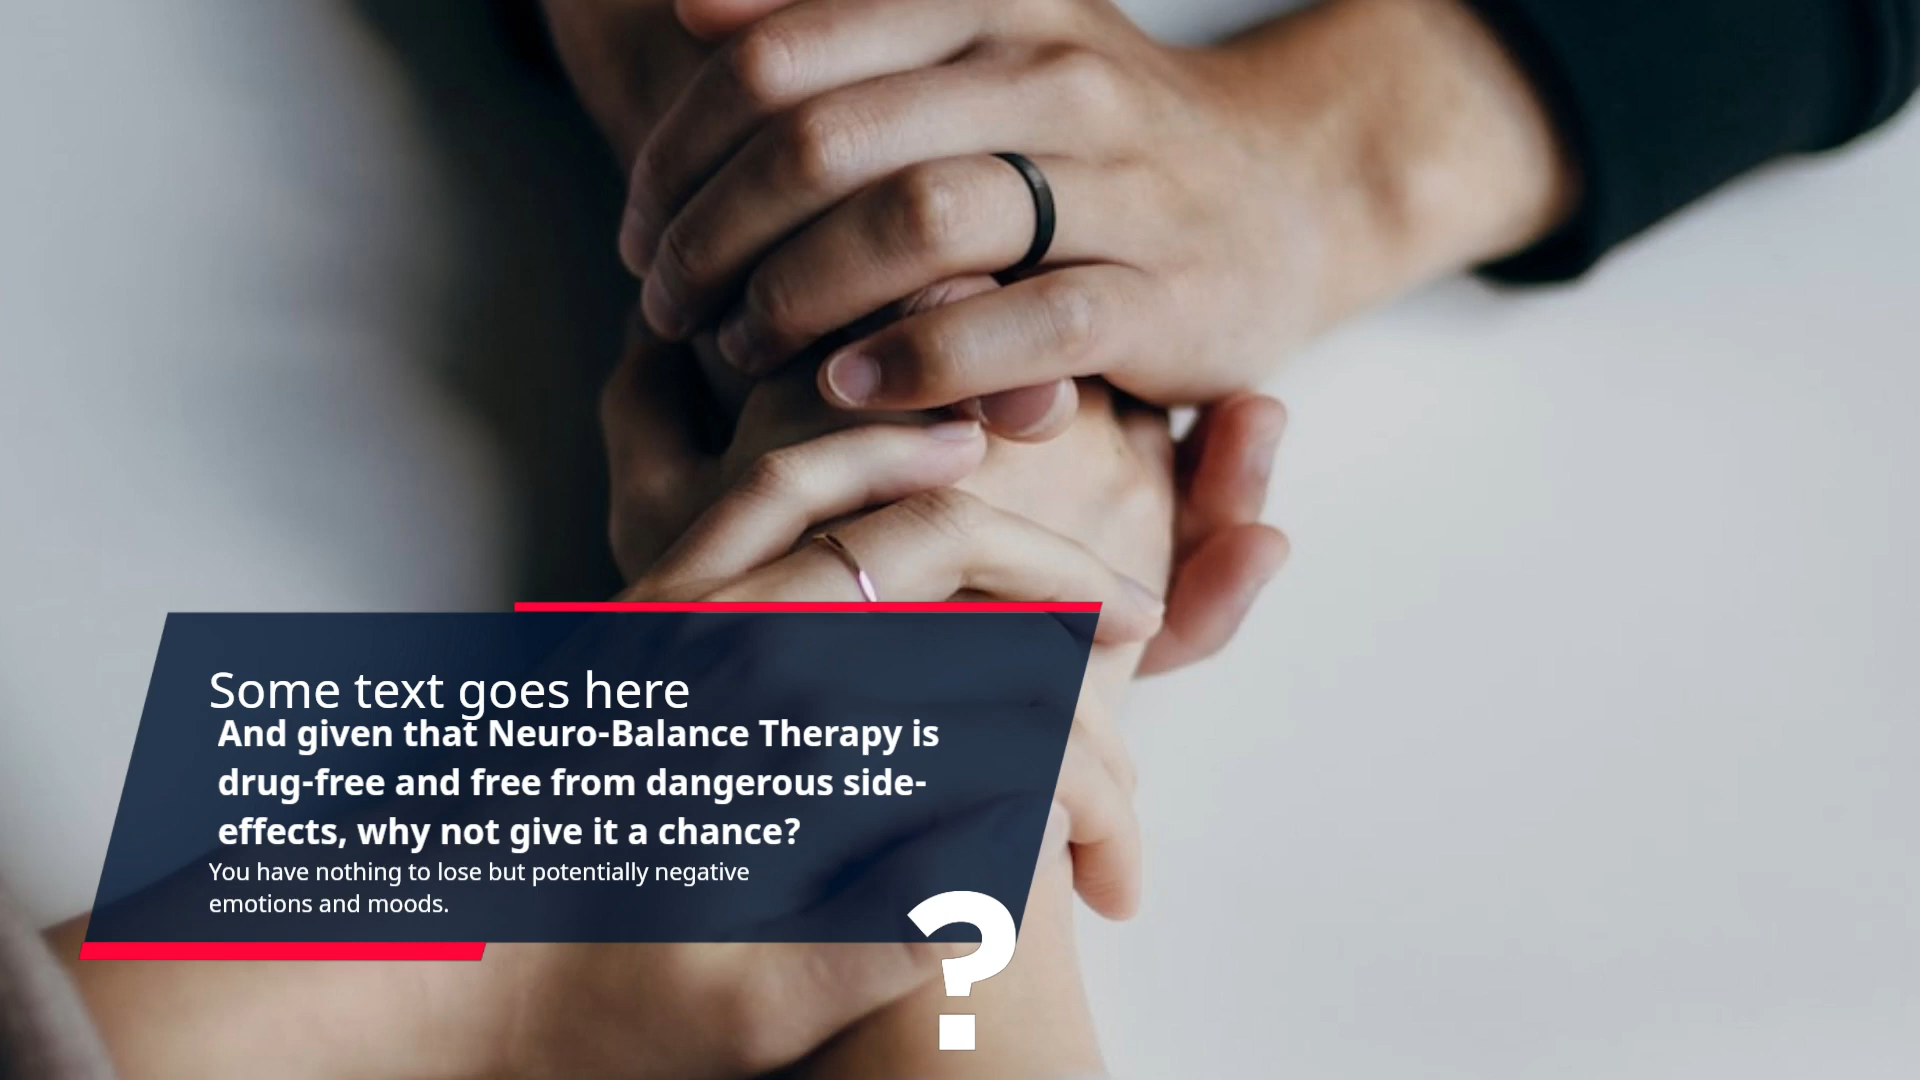 Some text goes here
And given that Neuro-Balance Therapy is
drug-free and free from dangerous side-
effects, why not give it a chance?
You have nothing to lose but potentially negative
emotions and moods.
?